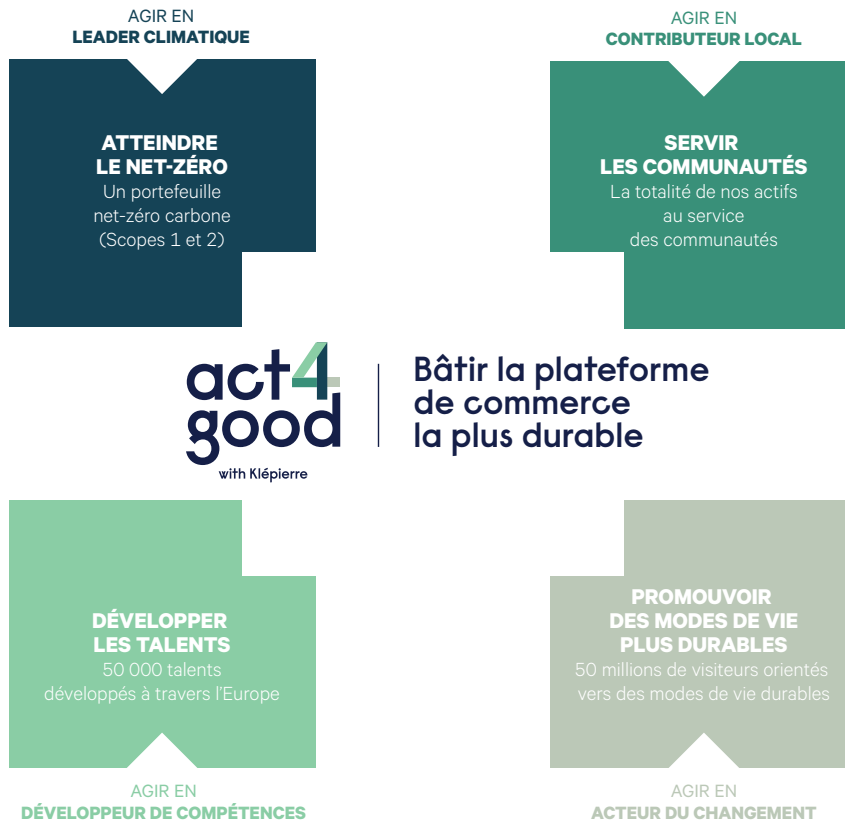 AGIR EN
LEADER CLIMATIQUE
ATTEINDRE
LE NET-ZÉRO
Un portefeuille
net-zéro carbone
(Scopes 1 et 2)
AGIR EN
CONTRIBUTEUR LOCAL
SERVIR
LES COMMUNAUTÉS
La totalité de nos actifs
au service
des communautés
act4
good
with Klépierre
Bâtir la plateforme
de commerce
la plus durable
DÉVELOPPER
LES TALENTS
50 000 talents
développés à travers l’Europe
AGIR EN
DÉVELOPPEUR DE COMPÉTENCES
PROMOUVOIR
DES MODES DE VIE
PLUS DURABLES
50 millions de visiteurs orientés
vers des modes de vie durables
AGIR EN
ACTEUR DU CHANGEMENT